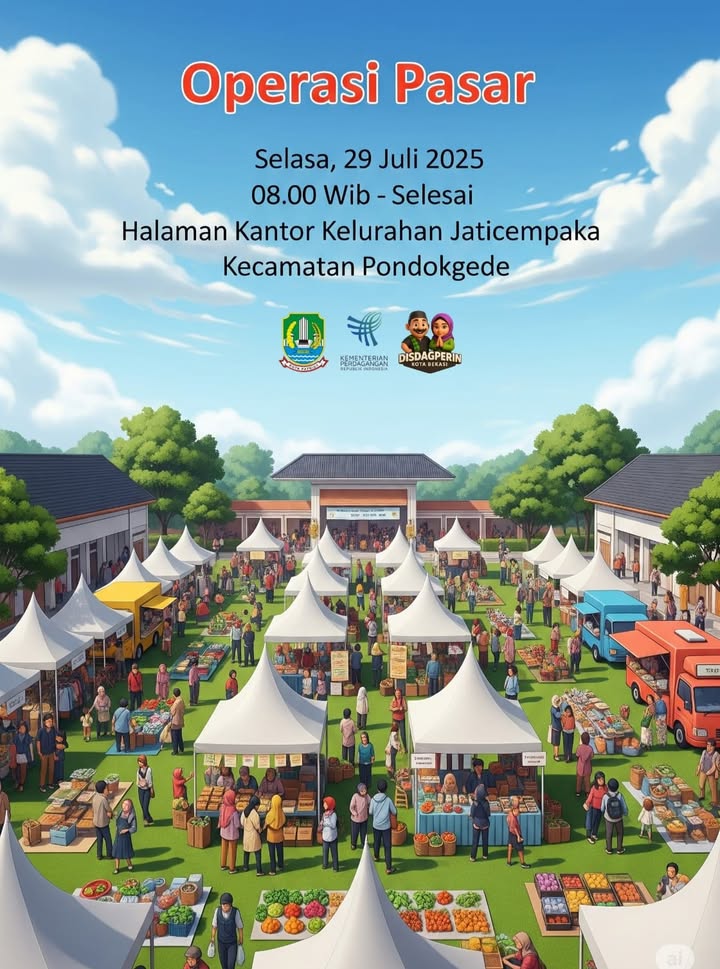 Operasi Pasar
Selasa, 29 Juli 2025
08.00 Wib - Selesai
Halaman Kantor Kelurahan Jaticempaka
Kecamatan Pondokgede
KEMENTERIAN
PERDAGANGAN
REPUBLIK INDONESIA
DISDAGPERIN
KOTA BEKASI
ai